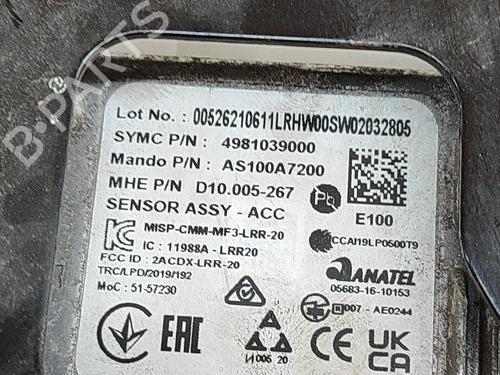 B-PARTS
Lot No. : 00526210611LRHW00SW02032805
SYMC P/N : 4981039000
Mando P/N : AS100A7200
MHE P/N D10.005-267
SENSOR ASSY - ACC
E100
MISP-CMM-MF3-LRR-20
IC : 11988A - LRR20
FCC ID : 2ACDX-LRR-20
TRC/LPD/2019/192
MoC : 51-57230
CCAI19LP0500T9
ANATEL
05683-16-10153
R 007 - AE0244
EAC
И 005 20
CE
UK
CA